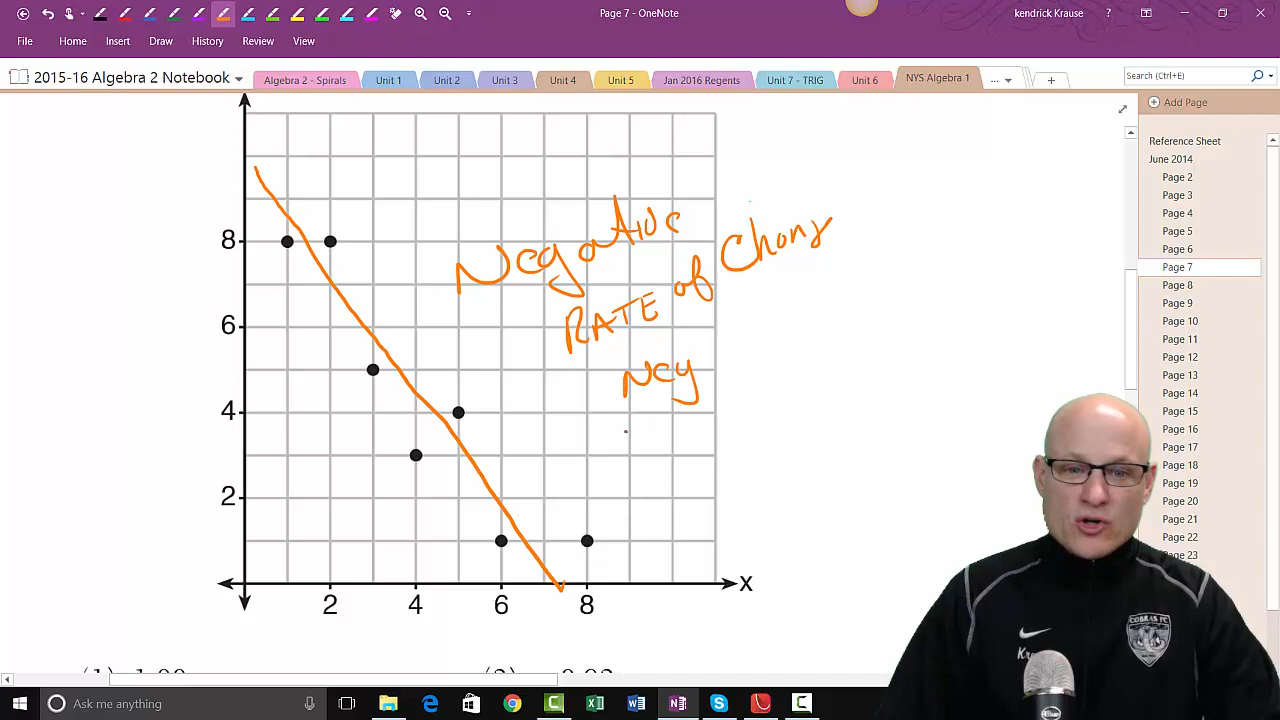 Page 7 - OneNote
kendrick Krause
?
File
Home
Insert
Draw
History
Review
View
2015-16 Algebra 2 Notebook
Algebra 2 - Spirals
Unit 1
Unit 2
Unit 3
Unit 4
Unit 5
Jan 2016 Regents
Unit 7 - TRIG
Unit 6
NYS Algebra 1
...
Search (Ctrl+E)
Add Page
Reference Sheet
June 2014
Page 2
Page 3
Page 4
Page 5
Page 6
Page 7
Page 8
Page 9
Page 10
Page 11
Page 12
Page 13
Page 14
Page 15
Page 16
Page 17
Page 18
Page 19
Page 20
Page 21
Page 22
Page 23
8
6
4
2
2 4 6 8
x
Negative
RATE of Chang
Neg
COBRAS FC
Ask me anything